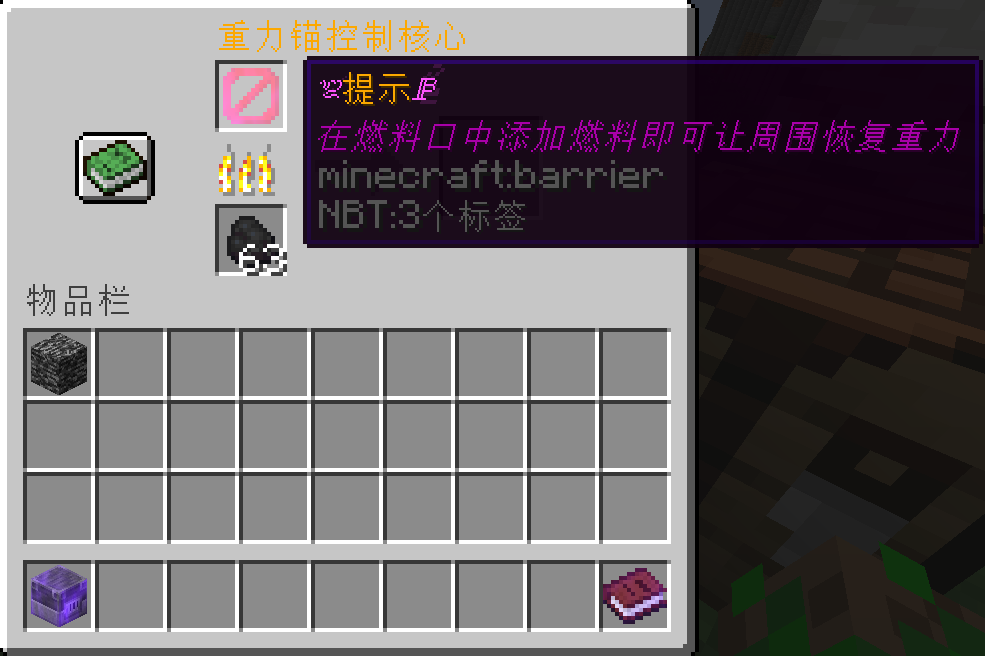 重力锚控制核心
提示
在燃料口中添加燃料即可让周围恢复重力
minecraft:barrier
NBT:3个标签
63
物品栏